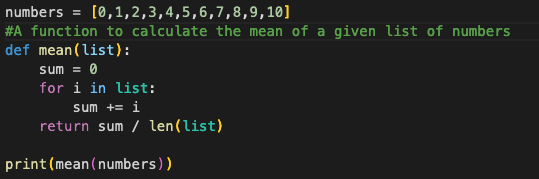 numbers = [0,1,2,3,4,5,6,7,8,9,10]
#A function to calculate the mean of a given list of numbers
def mean(list):
    sum = 0
    for i in list:
        sum += i
    return sum / len(list)

print(mean(numbers))